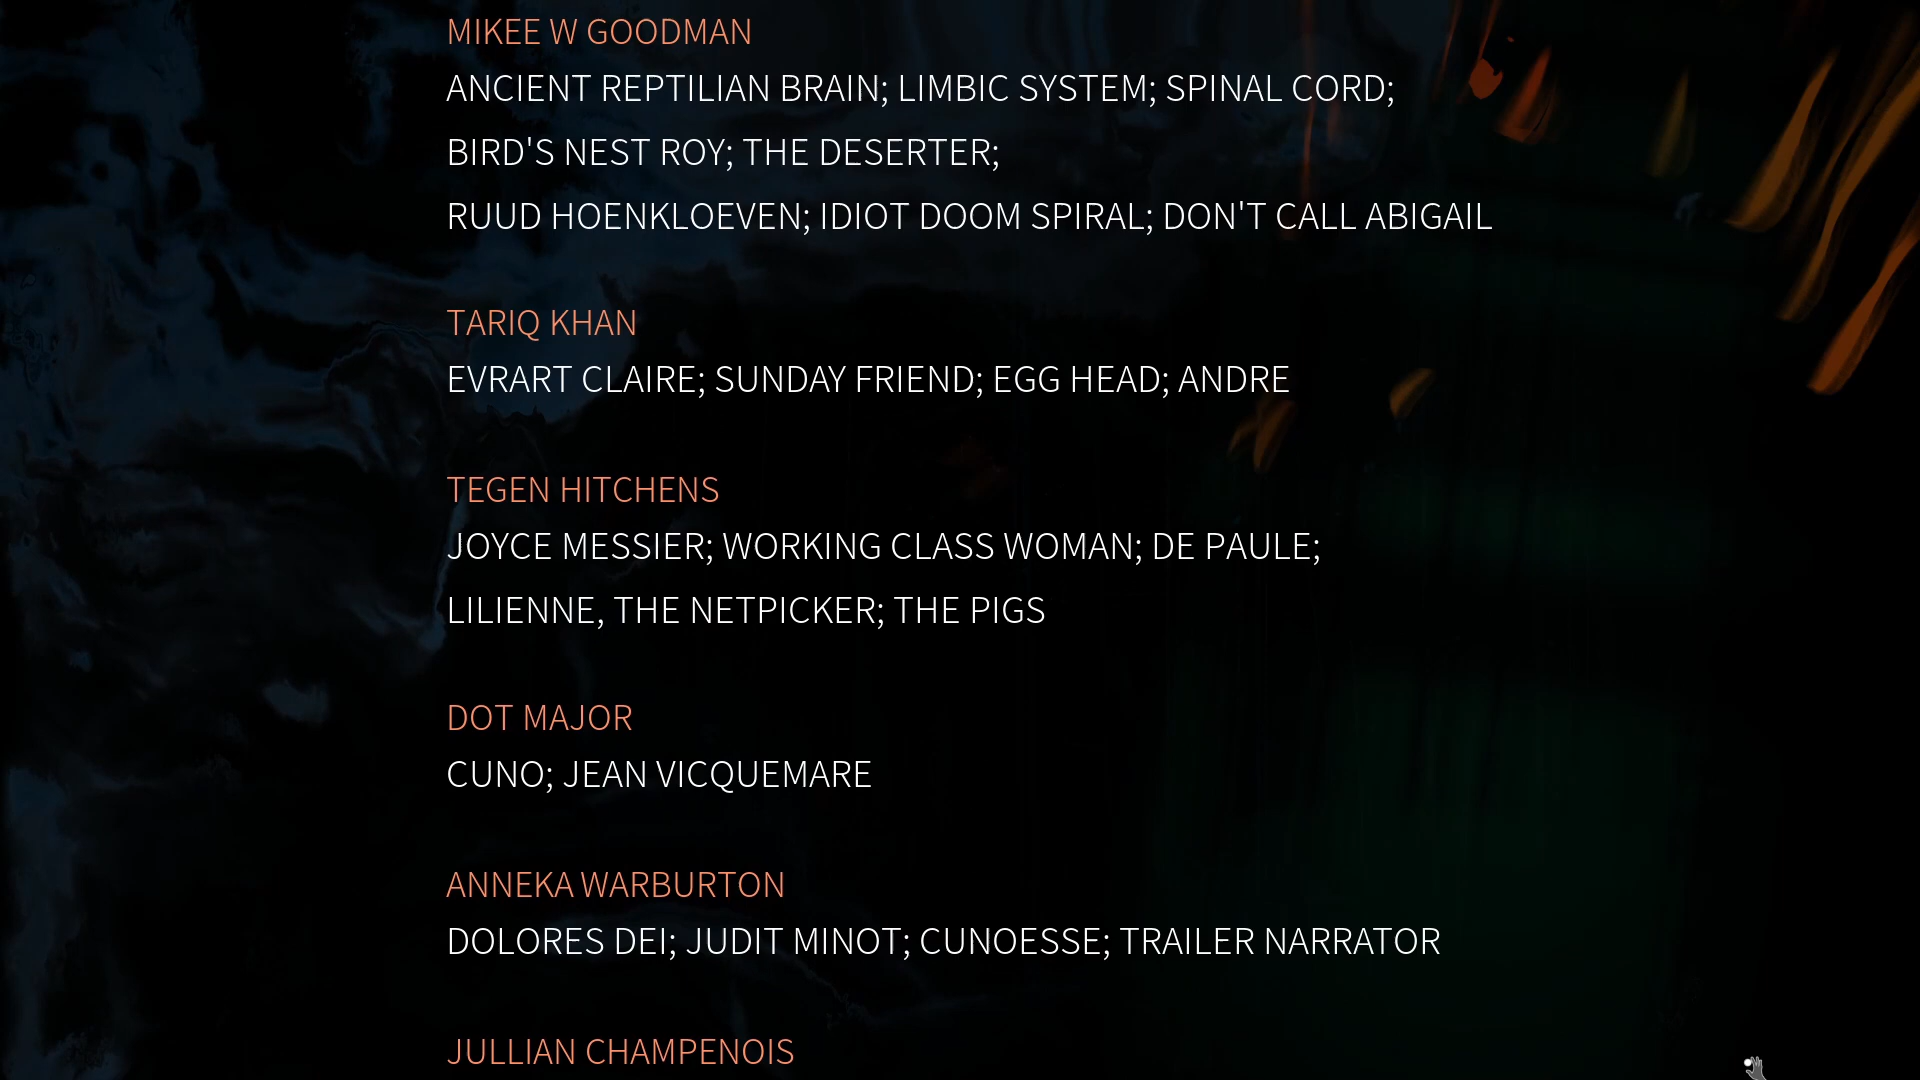 MIKEE W GOODMAN
ANCIENT REPTILIAN BRAIN; LIMBIC SYSTEM; SPINAL CORD;
BIRD'S NEST ROY; THE DESERTER;
RUUD HOENKLOEVEN; IDIOT DOOM SPIRAL; DON'T CALL ABIGAIL
TARIQ KHAN
EVRART CLAIRE; SUNDAY FRIEND; EGG HEAD; ANDRE
TEGEN HITCHENS
JOYCE MESSIER; WORKING CLASS WOMAN; DE PAULE;
LILIENNE, THE NETPICKER; THE PIGS
DOT MAJOR
CUNO; JEAN VICQUEMARE
ANNEKA WARBURTON
DOLORES DEI; JUDIT MINOT; CUNOESSE; TRAILER NARRATOR
JULLIAN CHAMPENOIS